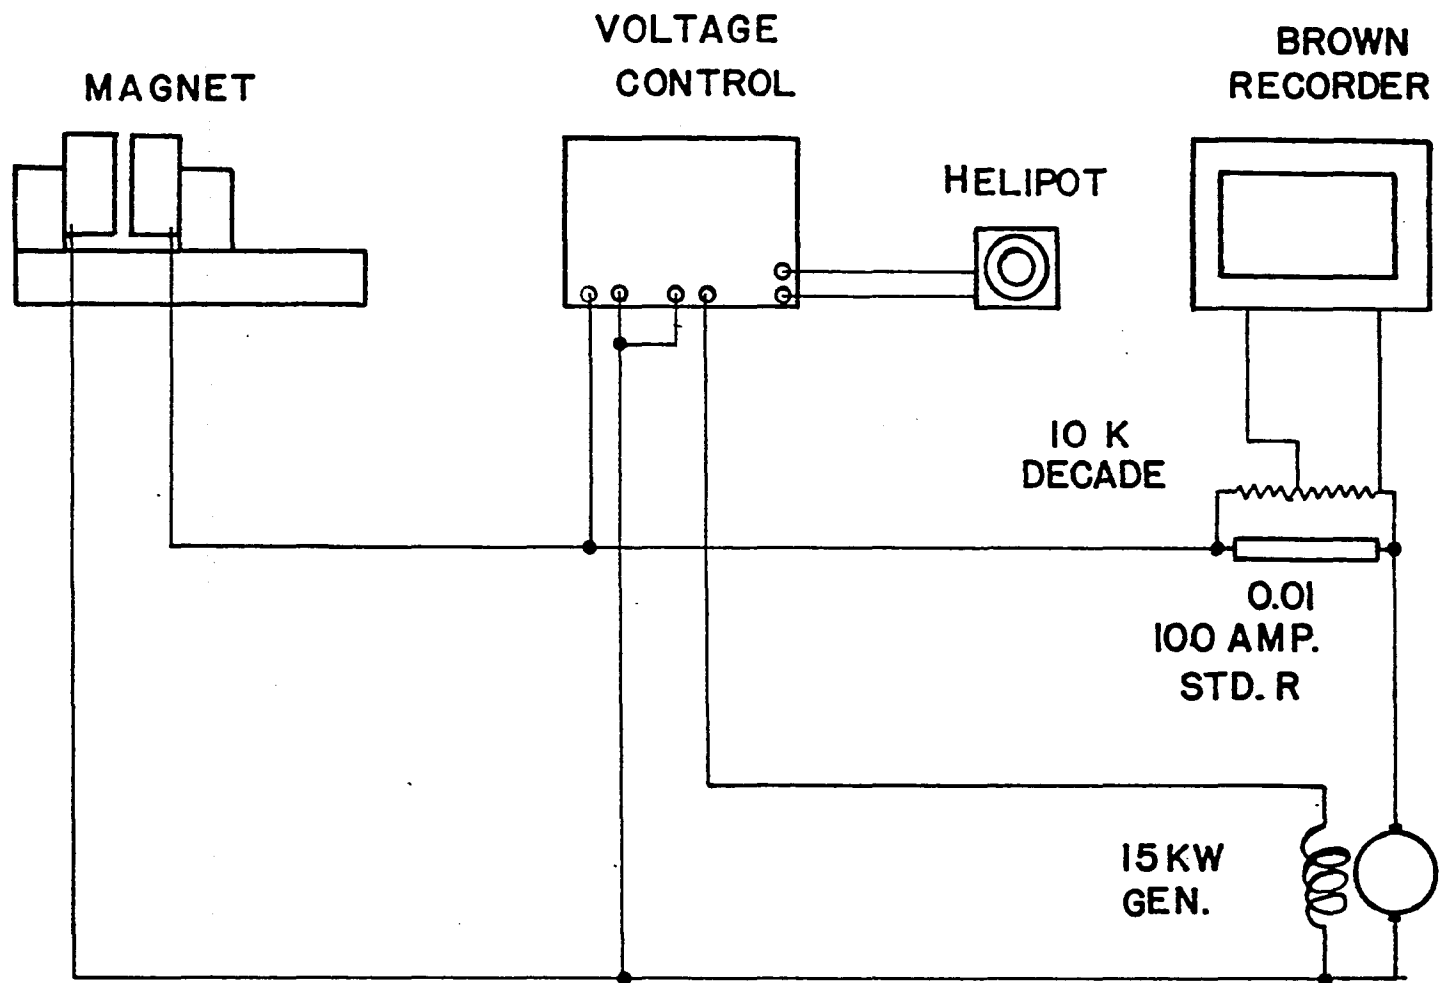 MAGNET
VOLTAGE
CONTROL
HELIPOT
BROWN
RECORDER
10 K
DECADE
0.01
100 AMP.
STD. R
15 KW
GEN.